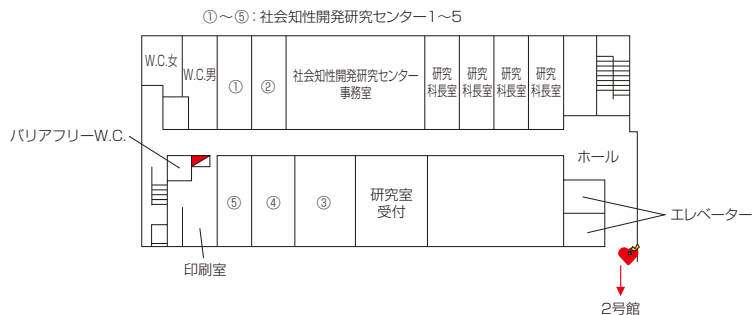 ①～⑤：社会知性開発研究センター1～5
W.C.女
W.C.男
①
②
社会知性開発研究センター
事務室
研究
科長室
研究
科長室
研究
科長室
研究
科長室
バリアフリーW.C.
ホール
⑤
④
③
研究室
受付
エレベーター
印刷室
2号館